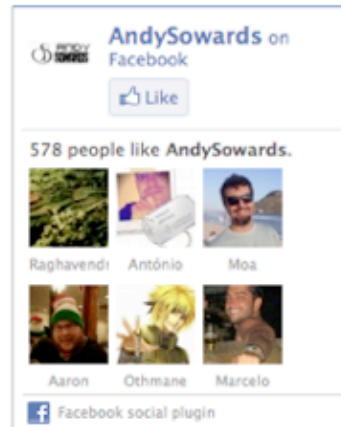 AndySowards on
Facebook
Like
578 people like AndySowards.
Raghavendr António Moa
Aaron Othmane Marcelo
Facebook social plugin